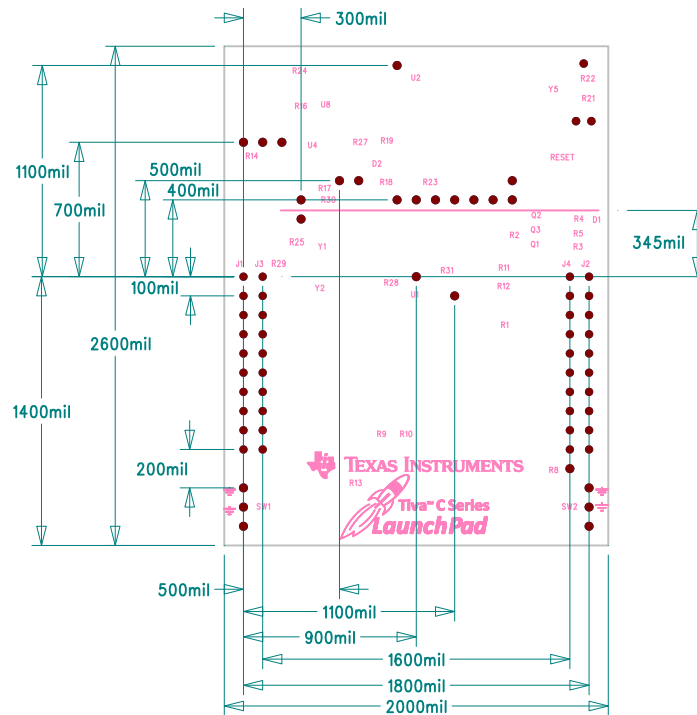 300mil
R24
U2
R22
Y5
R21
R16
U8
1100mil
R14
U4
R27
R19
RESET
D2
500mil
R17
R18
R23
700mil
400mil
R30
Q2
R4
D1
345mil
R25
Y1
R2
Q3
R5
Q1
R3
J1
J3
R29
R31
R11
J4
J2
100mil
Y2
R28
U1
R12
2600mil
R1
1400mil
R9
R10
200mil
TEXAS INSTRUMENTS
R8
R13
SW1
Tiva™ C Series
LaunchPad
SW2
500mil
1100mil
900mil
1600mil
1800mil
2000mil